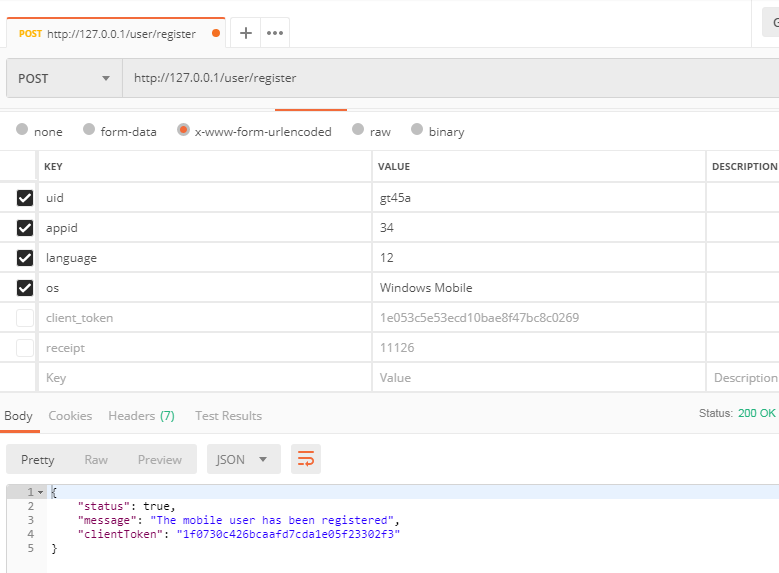 POST http://127.0.0.1/user/register
POST http://127.0.0.1/user/register
none form-data x-www-form-urlencoded raw binary
KEY VALUE DESCRIPTION
uid gt45a
appid 34
language 12
os Windows Mobile
client_token 1e053c5e53ecd10bae8f47bc8c0269
receipt 11126
Key Value Description
Body Cookies Headers (7) Test Results Status: 200 OK
Pretty Raw Preview JSON
1 {
2 "status": true,
3 "message": "The mobile user has been registered",
4 "clientToken": "1f0730c426bcaafd7cda1e05f23302f3"
5 }